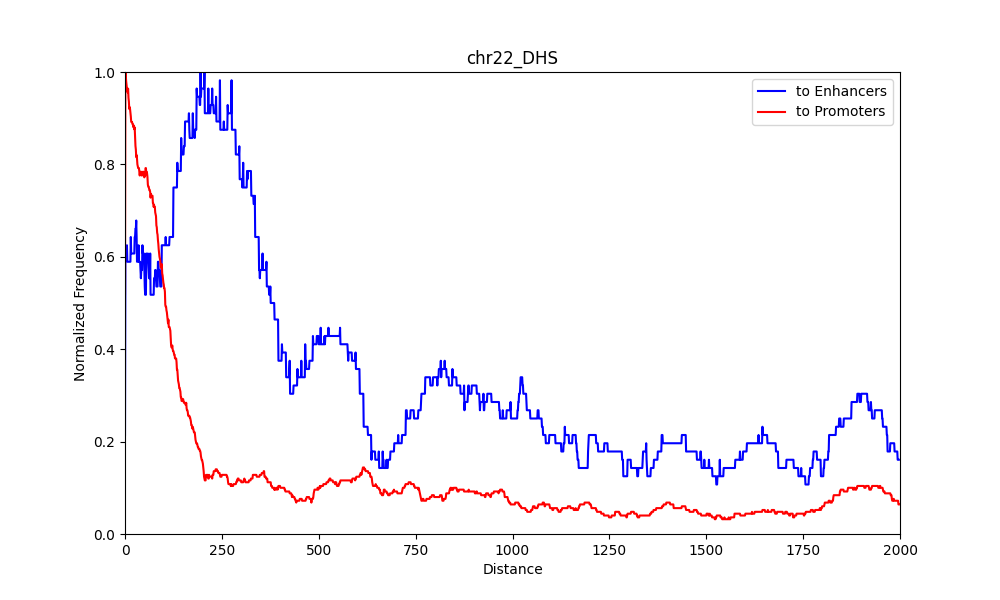 chr22_DHS
to Enhancers
to Promoters
Normalized Frequency
1.0
0.8
0.6
0.4
0.2
0.0
0 250 500 750 1000 1250 1500 1750 2000
Distance